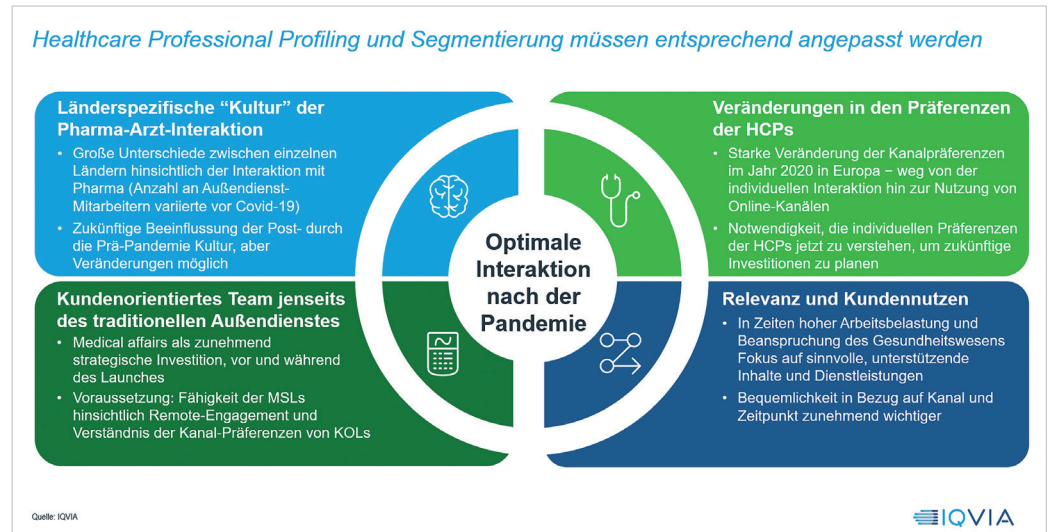 Healthcare Professional Profiling und Segmentierung müssen entsprechend angepasst werden
Länderspezifische “Kultur” der
Pharma-Arzt-Interaktion
• Große Unterschiede zwischen einzelnen
Ländern hinsichtlich der Interaktion mit
Pharma (Anzahl an Außendienst-
Mitarbeitern variierte vor Covid-19)
• Zukünftige Beeinflussung der Post- durch
die Prä-Pandemie Kultur, aber
Veränderungen möglich
Veränderungen in den Präferenzen
der HCPs
• Starke Veränderung der Kanalpräferenzen
im Jahr 2020 in Europa – weg von der
individuellen Interaktion hin zur Nutzung von
Online-Kanälen
• Notwendigkeit, die individuellen Präferenzen
der HCPs jetzt zu verstehen, um zukünftige
Investitionen zu planen
Optimale
Interaktion
nach der
Pandemie
Kundenorientiertes Team jenseits
des traditionellen Außendienstes
• Medical affairs als zunehmend
strategische Investition, vor und während
des Launches
• Voraussetzung: Fähigkeit der MSLs
hinsichtlich Remote-Engagement und
Verständnis der Kanal-Präferenzen von KOLs
Relevanz und Kundennutzen
• In Zeiten hoher Arbeitsbelastung und
Beanspruchung des Gesundheitswesens
Fokus auf sinnvolle, unterstützende
Inhalte und Dienstleistungen
• Bequemlichkeit in Bezug auf Kanal und
Zeitpunkt zunehmend wichtiger
Quelle: IQVIA
IQVIA